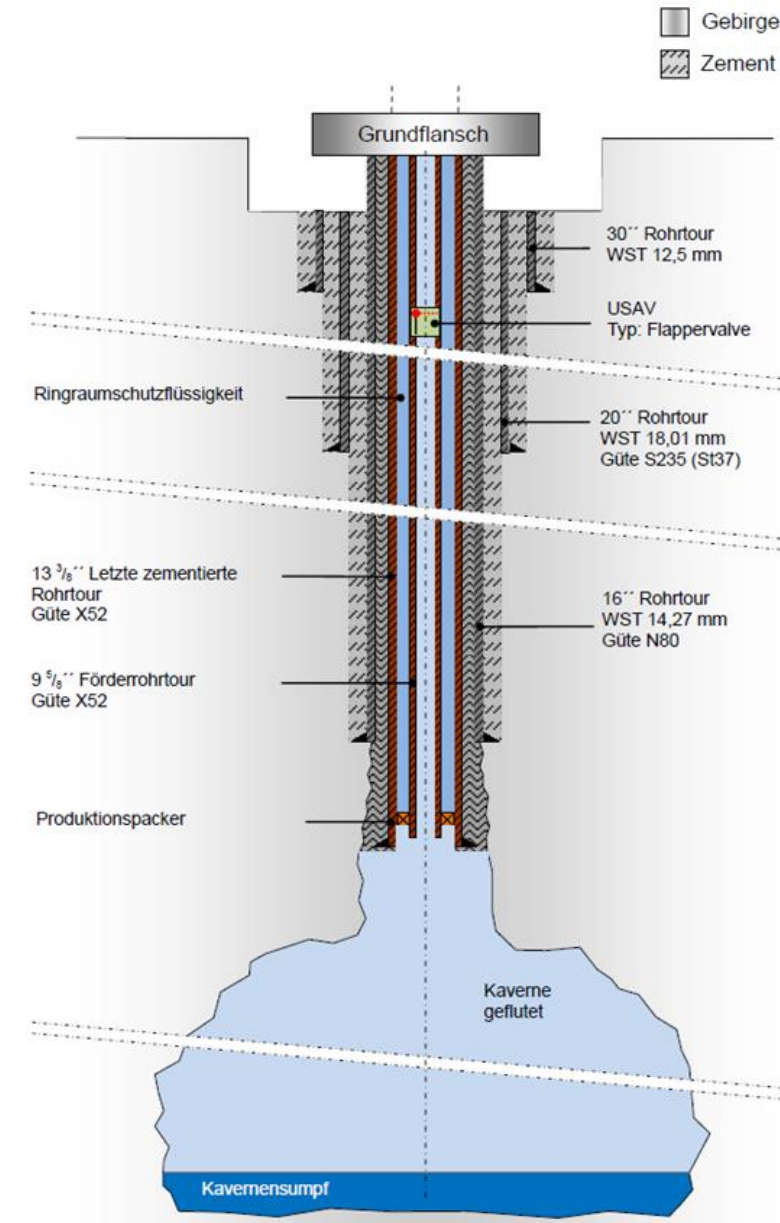 Gebirge
Zement
Grundflansch
30´´ Rohrtour
WST 12,5 mm
USAV
Typ: Flappervalve
Ringraumschutzflüssigkeit
20´´ Rohrtour
WST 18,01 mm
Güte S235 (St37)
13 3/8´´ Letzte zementierte
Rohrtour
Güte X52
16´´ Rohrtour
WST 14,27 mm
Güte N80
9 5/8´´ Förderrohrtour
Güte X52
Produktionspacker
Kaverne
geflutet
Kavernensumpf